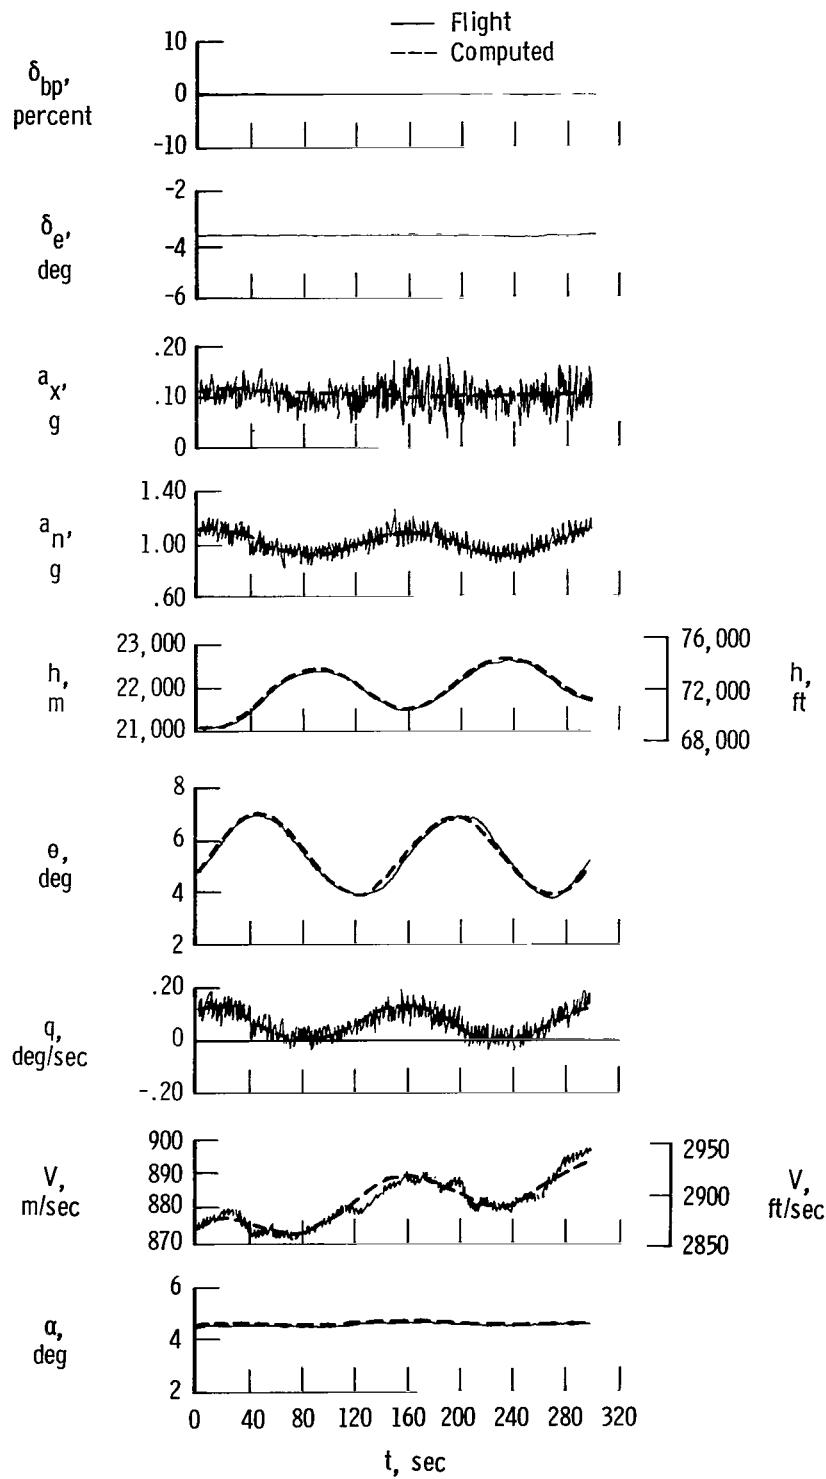 Flight
Computed
δbp,
percent
10
0
-10
δe,
deg
-2
-4
-6
ax,
g
.20
.10
0
an,
g
1.40
1.00
.60
h,
m
23,000
22,000
21,000
76,000
72,000
68,000
h,
ft
θ,
deg
8
6
4
2
q,
deg/sec
.20
0
-.20
V,
m/sec
900
890
880
870
2950
2900
2850
V,
ft/sec
α,
deg
6
4
2
0 40 80 120 160 200 240 280 320
t, sec